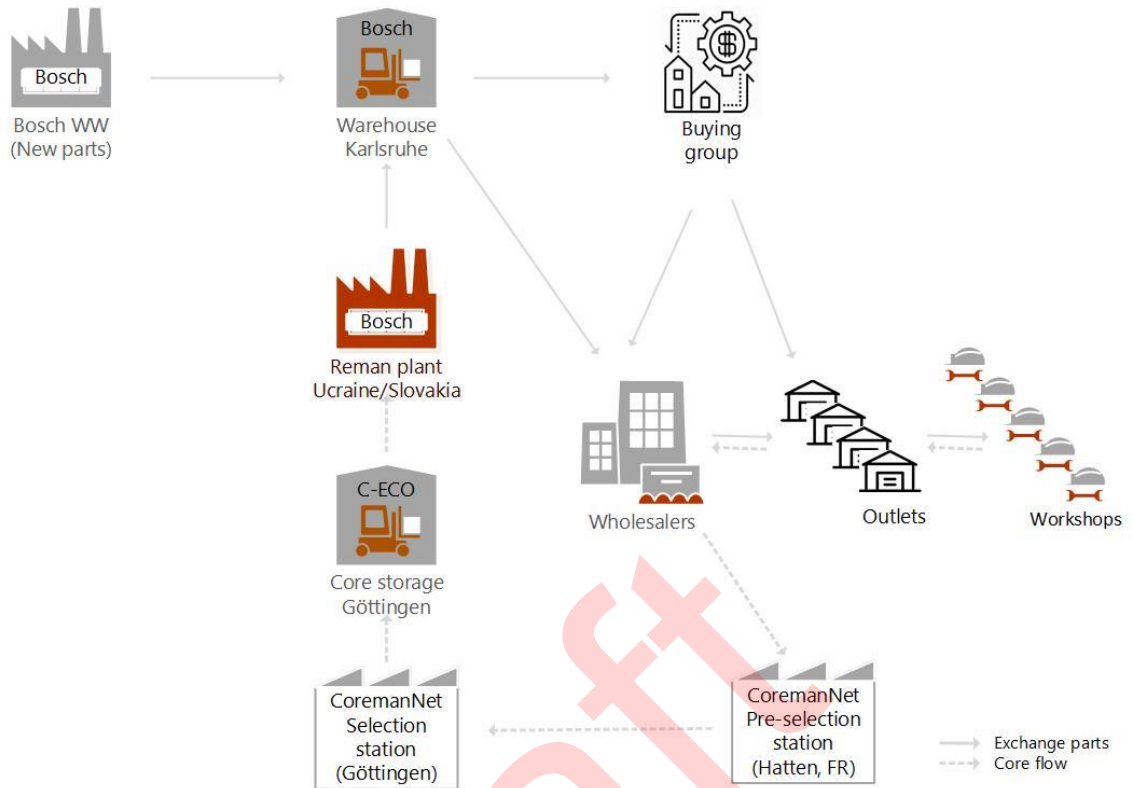 Bosch
Bosch WW
(New parts)
Bosch
Warehouse
Karlsruhe
Buying
group
Bosch
Reman plant
Ucraine/Slovakia
C-ECO
Core storage
Göttingen
Wholesalers
Outlets
Workshops
CoremanNet
Selection
station
(Göttingen)
CoremanNet
Pre-selection
station
(Hatten, FR)
Exchange parts
Core flow